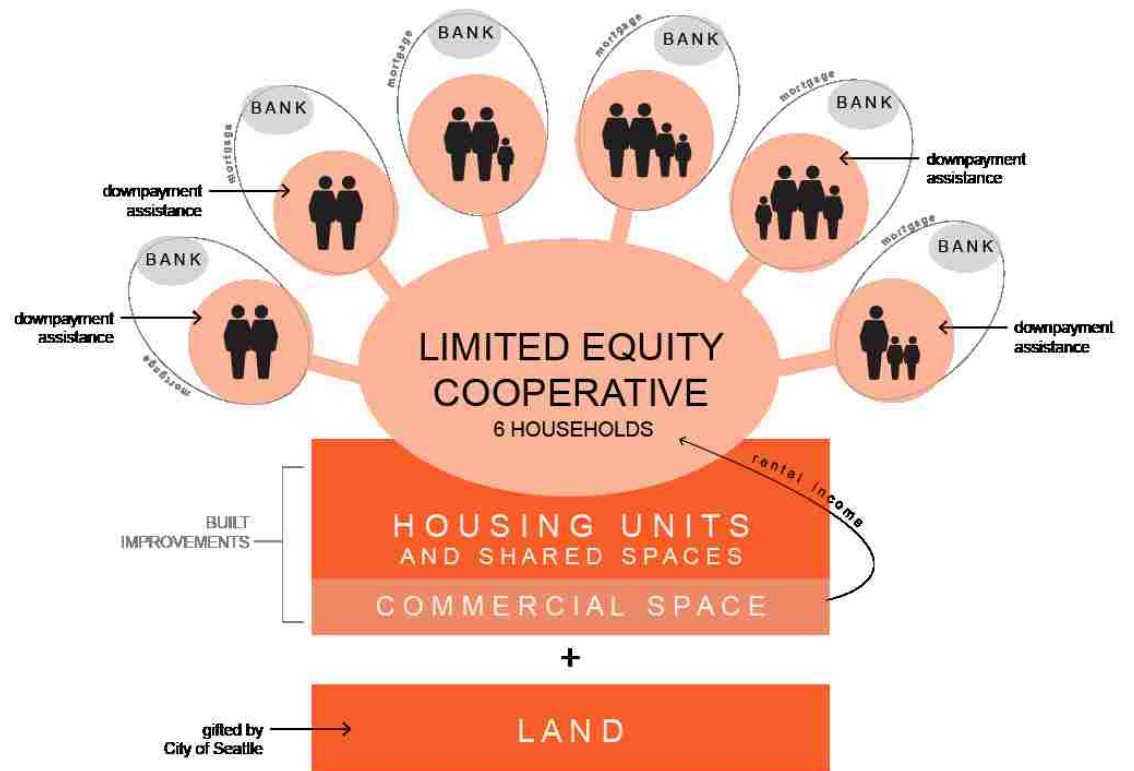 BANK
mortgage
BANK
mortgage
BANK
mortgage
downpayment
assistance
BANK
mortgage
BANK
mortgage
downpayment
assistance
BANK
mortgage
downpayment
assistance
BANK
mortgage
downpayment
assistance
LIMITED EQUITY
COOPERATIVE
6 HOUSEHOLDS
rental income
BUILT
IMPROVEMENTS
HOUSING UNITS
AND SHARED SPACES
COMMERCIAL SPACE
+
LAND
gifted by
City of Seattle